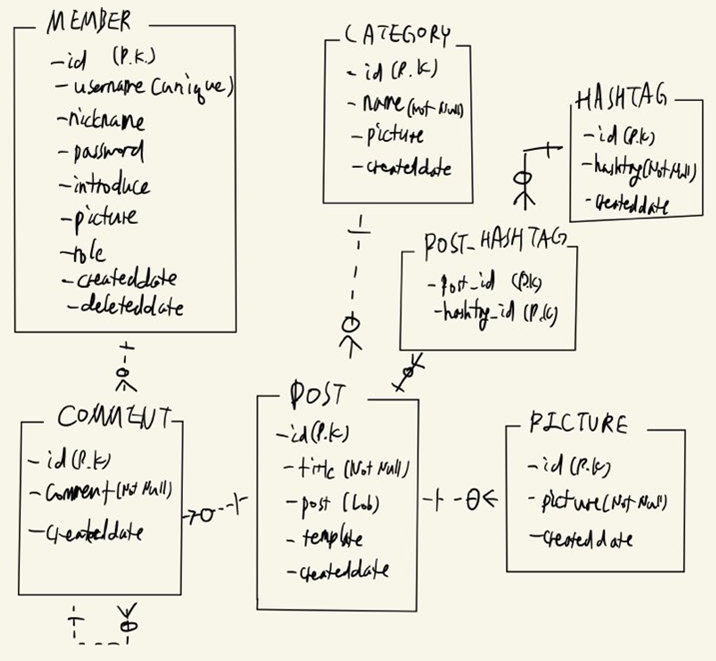 MEMBER
-id (P.K.)
-username (unique)
-nickname
-password
-introduce
-picture
-role
-createddate
-deleteddate
CATEGORY
-id (P.K)
-name (Not Null)
-picture
-createddate
HASHTAG
-id (P.K)
-hashtag (Not Null)
-createddate
POST_HASHTAG
-post_id (P.K)
-hashtag_id (P.K)
COMMENT
-id (P.K)
-comment (Not Null)
-createddate
POST
-id (P.K)
-title (Not Null)
-post (Lob)
-template
-createddate
PICTURE
-id (P.K)
-picture (Not Null)
-createddate